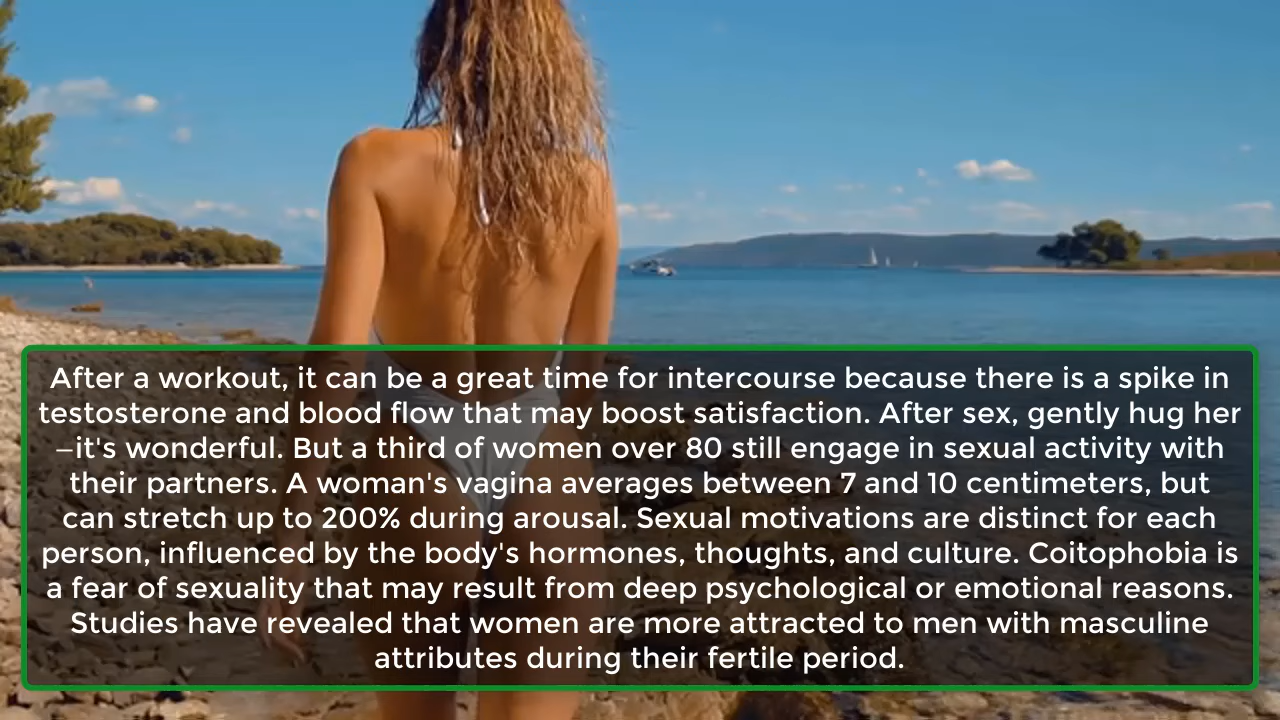 After a workout, it can be a great time for intercourse because there is a spike in
testosterone and blood flow that may boost satisfaction. After sex, gently hug her
—it's wonderful. But a third of women over 80 still engage in sexual activity with
their partners. A woman's vagina averages between 7 and 10 centimeters, but
can stretch up to 200% during arousal. Sexual motivations are distinct for each
person, influenced by the body's hormones, thoughts, and culture. Coitophobia is
a fear of sexuality that may result from deep psychological or emotional reasons.
Studies have revealed that women are more attracted to men with masculine
attributes during their fertile period.